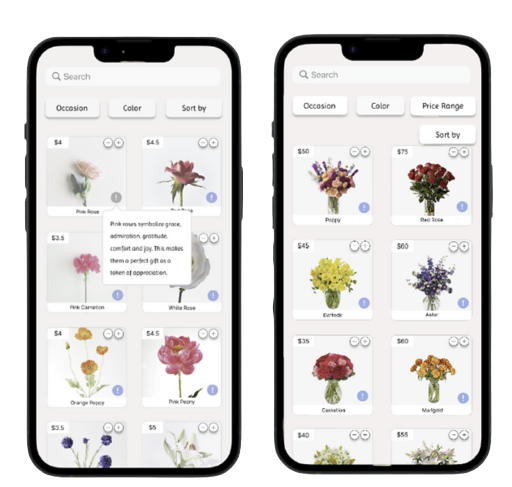 Search
Occasion
Color
Sort by
$4
$4.5
Pink Rose
Pink roses symbolize grace,
admiration, gratitude,
comfort and joy. This makes
them a perfect gift as a
token of appreciation.
$3.5
Pink Carnation
White Rose
$4
$4.5
Orange Poppy
Pink Peony
$3.5
$5
Search
Occasion
Color
Price Range
Sort by
$50
$75
Poppy
Red Rose
$45
$60
Daffodil
Aster
$35
$60
Carnation
Marigold
$40
$55